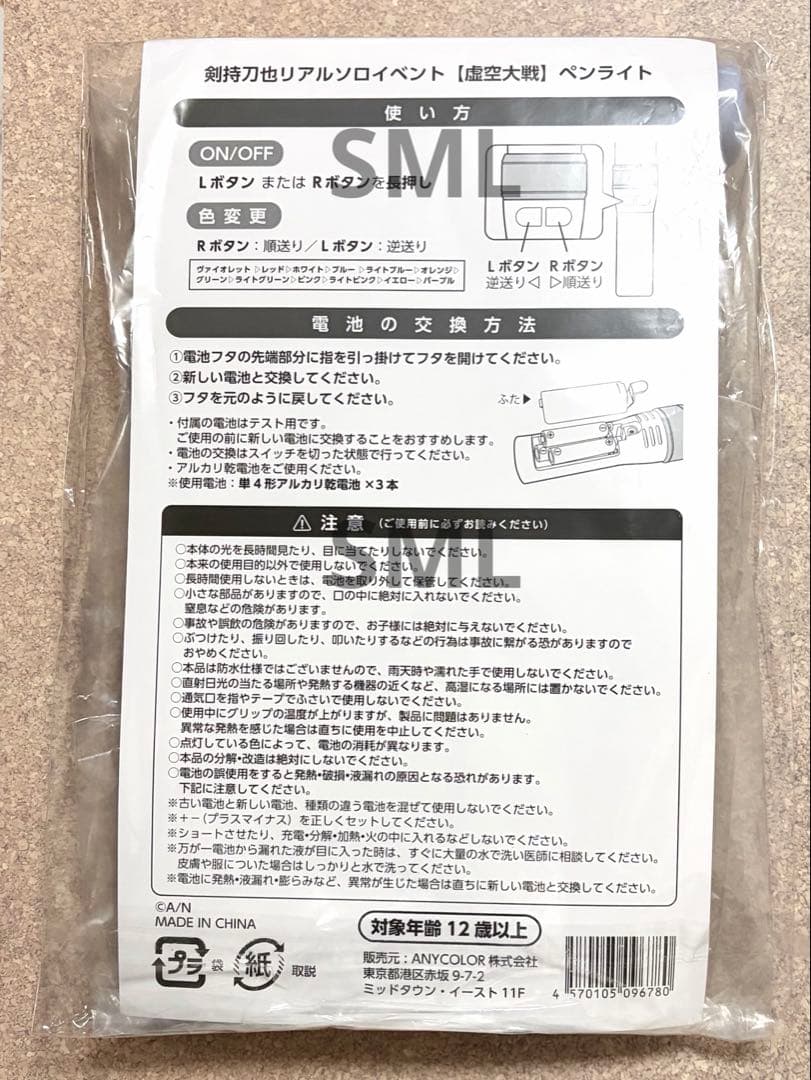 剣持刀也リアルソロイベント【虚空大戦】ペンライト
使い方
SML
ON/OFF
Lボタン または Rボタンを長押し
色変更
Rボタン：順送り／Lボタン：逆送り
ヴァイオレット▷レッド▷ホワイト▷ブルー▷ライトブルー▷オレンジ▷
グリーン▷ライトグリーン▷ピンク▷ライトピンク▷イエロー▷パープル
Lボタン Rボタン
逆送り◁ ▷順送り
電池の交換方法
①電池フタの先端部分に指を引っ掛けてフタを開けてください。
②新しい電池と交換してください。
③フタを元のように戻してください。
ふた▶
・付属の電池はテスト用です。
ご使用の前に新しい電池に交換することをおすすめします。
・電池の交換はスイッチを切った状態で行ってください。
・アルカリ乾電池をご使用ください。
※使用電池：単4形アルカリ乾電池×3本
⚠ 注意（ご使用前に必ずお読みください）
SML
○本体の光を長時間見たり、目に当てたりしないでください。
○本来の使用目的以外で使用しないでください。
○長時間使用しないときは、電池を取り外して保管してください。
○小さな部品がありますので、口の中に絶対に入れないでください。
窒息などの危険があります。
○事故や誤飲の危険がありますので、お子様には絶対に与えないでください。
○ぶつけたり、振り回したり、叩いたりするなどの行為は事故に繋がる恐がありますので
おやめください。
○本品は防水仕様ではございませんので、雨天時や濡れた手で使用しないでください。
○直射日光の当たる場所や発熱する機器の近くなど、高湿になる場所には置かないでください。
○通気口を指やテープでふさいで使用しないでください。
○使用中にグリップの温度が上がりますが、製品に問題はありません。
異常な発熱を感じた場合は直ちに使用を中止してください。
○点灯している色によって、電池の消耗が異なります。
○本品の分解・改造は絶対にしないでください。
○電池の誤使用をすると発熱・破損・液漏れの原因となる恐れがあります。
下記に注意してください。
※古い電池と新しい電池、種類の違う電池を混ぜて使用しないでください。
※＋－（プラスマイナス）を正しくセットしてください。
※ショートさせたり、充電・分解・加熱・火の中に入れるなどしないでください。
※万が一電池から漏れた液が目に入った時は、すぐに大量の水で洗い医師に相談してください。
皮膚や服についた場合はしっかりと水で洗ってください。
※電池に発熱・液漏れ・膨らみなど、異常が生じた場合は直ちに新しい電池と交換してください。
©A/N
MADE IN CHINA
対象年齢12歳以上
プラ 袋 紙 取説
販売元：ANYCOLOR株式会社
東京都港区赤坂9-7-2
ミッドタウン・イースト11F
4 570105 096780